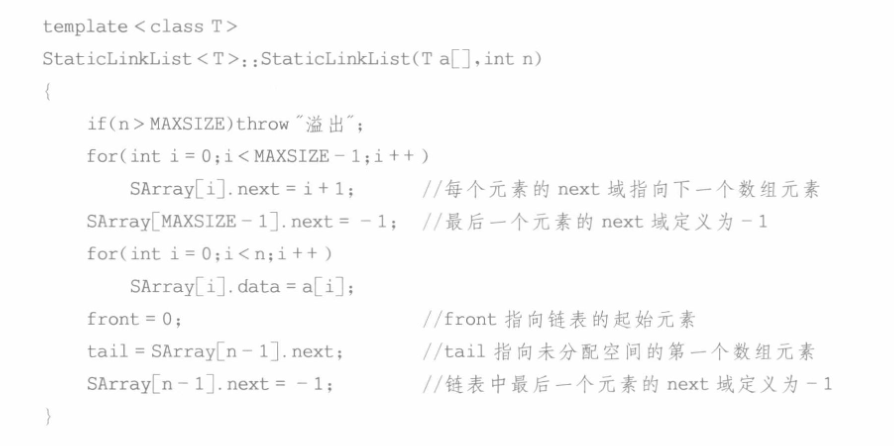 template<class T>
StaticLinkList<T>::StaticLinkList(T a[],int n)
{
if(n>MAXSIZE)throw "溢出";
for(int i=0;i<MAXSIZE-1;i++)
SArray[i].next=i+1; //每个元素的 next 域指向下一个数组元素
SArray[MAXSIZE-1].next=-1; //最后一个元素的 next 域定义为-1
for(int i=0;i<n;i++)
SArray[i].data=a[i];
front=0; //front 指向链表的起始元素
tail=SArray[n-1].next; //tail 指向未分配空间的第一个数组元素
SArray[n-1].next=-1; //链表中最后一个元素的 next 域定义为-1
}